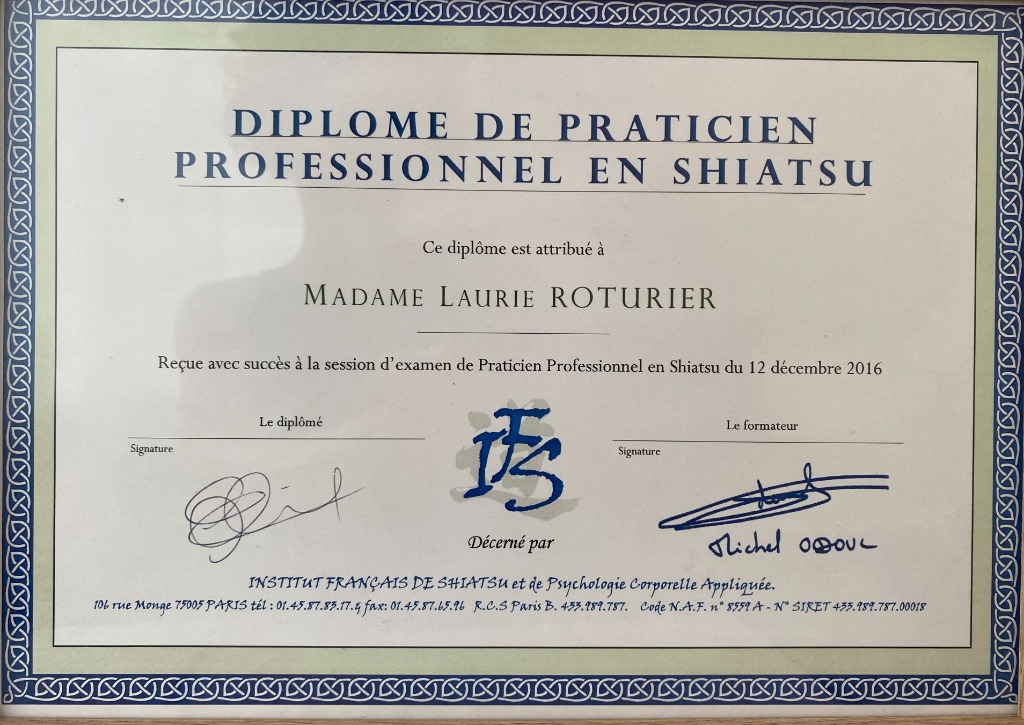 DIPLOME DE PRATICIEN
PROFESSIONNEL EN SHIATSU
Ce diplôme est attribué à
MADAME LAURIE ROTURIER
Reçue avec succès à la session d'examen de Praticien Professionnel en Shiatsu du 12 décembre 2016
Le diplômé
Signature
IFS
Le formateur
Signature
Michel ODOUL
Décerné par
INSTITUT FRANÇAIS DE SHIATSU et de Psychologie Corporelle Appliquée.
106 rue Monge 75005 PARIS tél : 01.45.87.83.17. fax: 01.45.87.65.96 R.C.S Paris B. 433.989.787. Code N.A.F. n° 8559 A - N° SIRET 433.989.787.00018